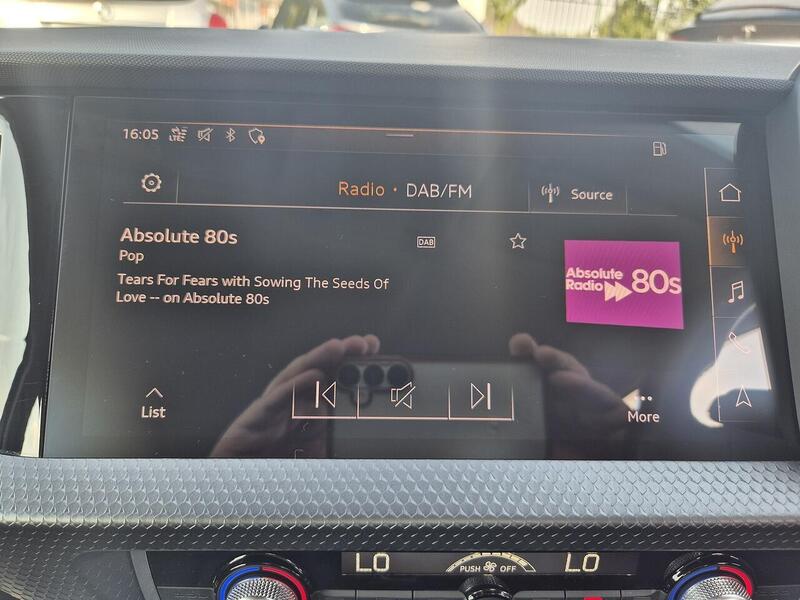 16:05 LTE
Radio · DAB/FM
Source
Absolute 80s
DAB
Pop
Tears For Fears with Sowing The Seeds Of
Love -- on Absolute 80s
Absolute
Radio 80s
List
More
LO
PUSH OFF
LO